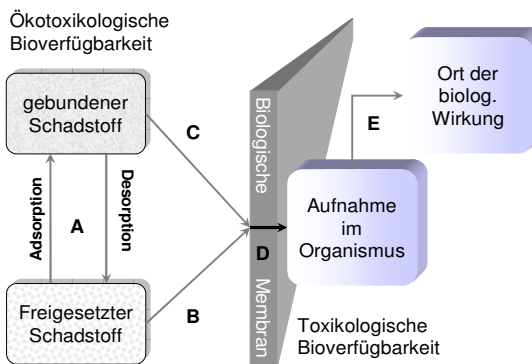 Ökotoxikologische
Bioverfügbarkeit
gebundener
Schadstoff
Adsorption
A
Desorption
Freigesetzter
Schadstoff
C
B
Biologische
Membran
D
Aufnahme
im
Organismus
E
Ort der
biolog.
Wirkung
Toxikologische
Bioverfügbarkeit